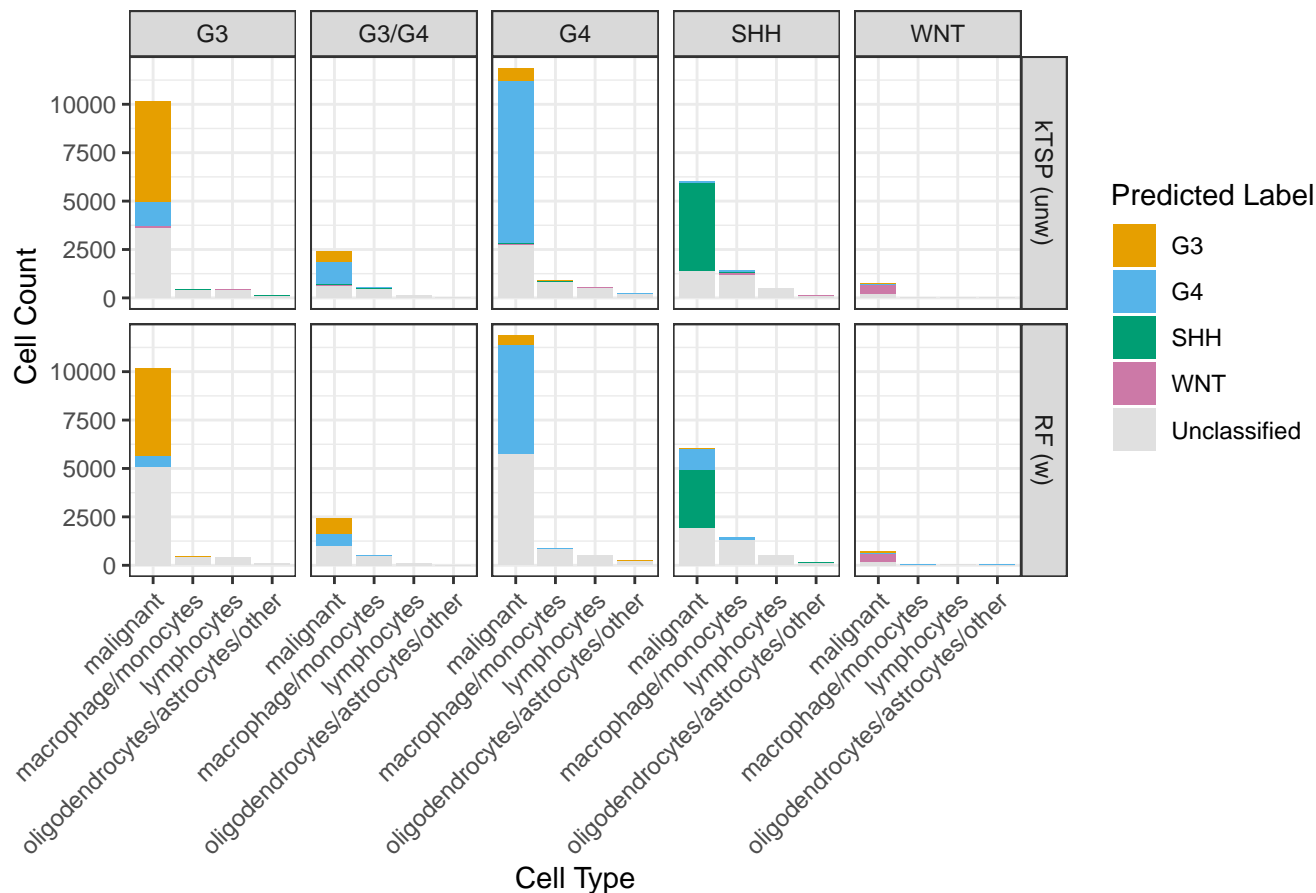 G3
G3/G4
G4
SHH
WNT
10000
7500
5000
2500
0
kTSP (unw)
10000
7500
5000
2500
0
RF (w)
Cell Count
malignant
macrophage/monocytes
lymphocytes
oligodendrocytes/astrocytes/other
malignant
macrophage/monocytes
lymphocytes
oligodendrocytes/astrocytes/other
malignant
macrophage/monocytes
lymphocytes
oligodendrocytes/astrocytes/other
malignant
macrophage/monocytes
lymphocytes
oligodendrocytes/astrocytes/other
malignant
macrophage/monocytes
lymphocytes
oligodendrocytes/astrocytes/other
Cell Type
Predicted Label
G3
G4
SHH
WNT
Unclassified